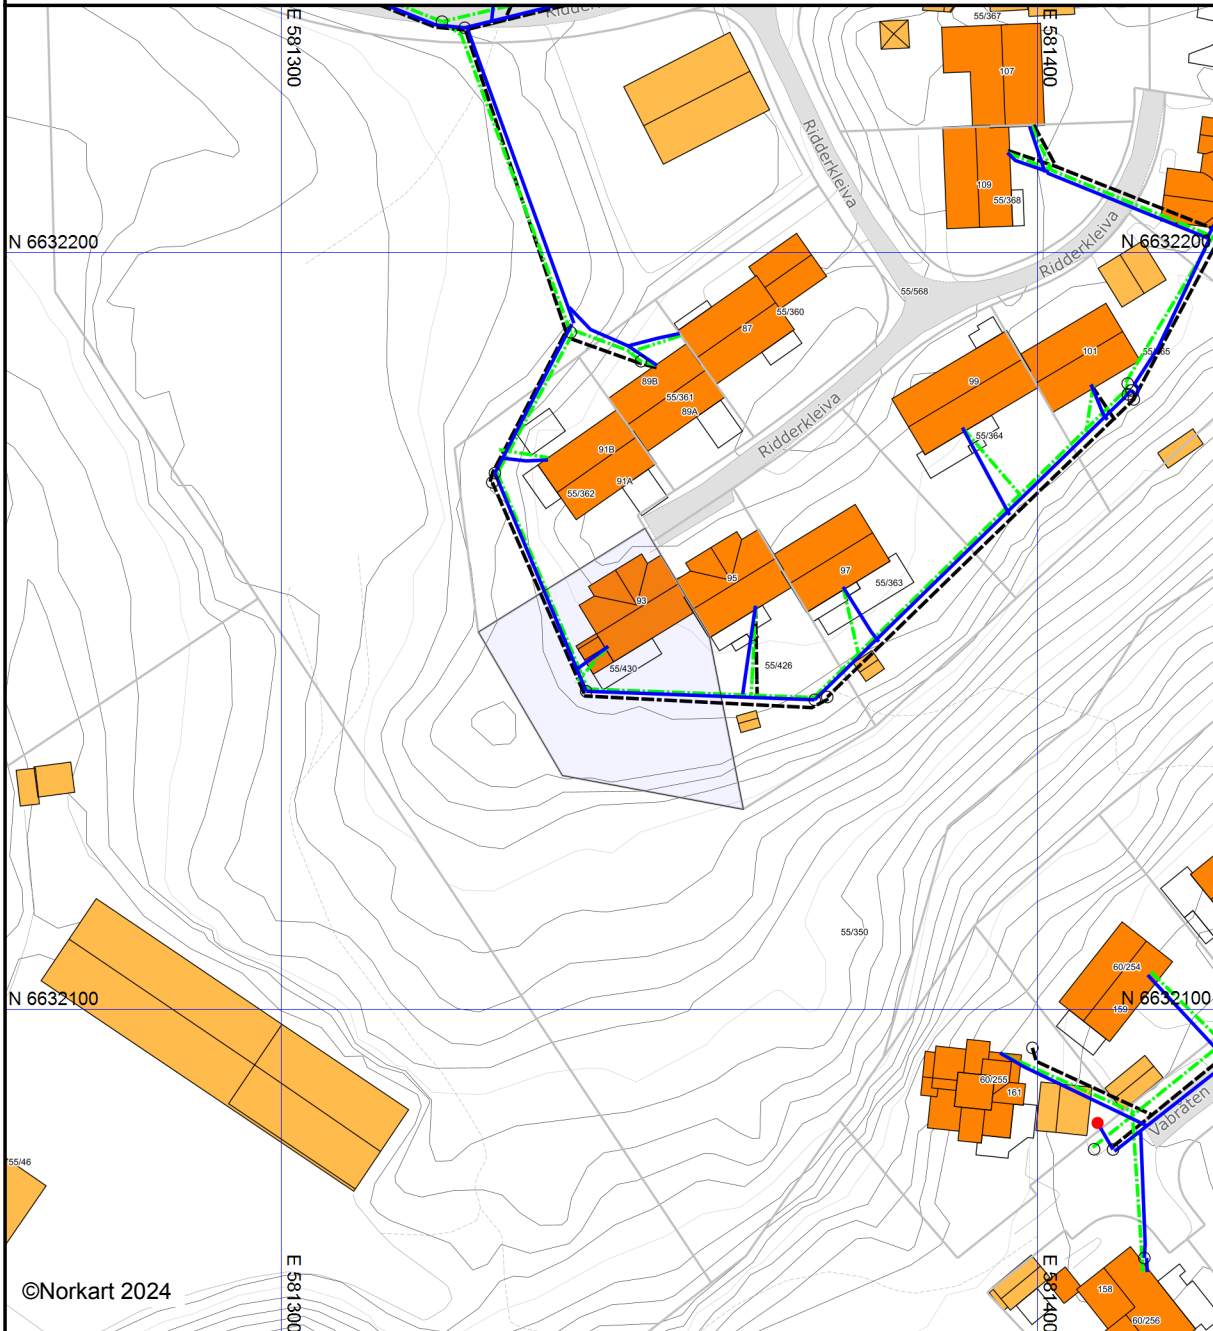 Ridderkleiva
55/367
E 581300
E 581400
107
109
55/368
Ridderkleiva
N 6632200
N 6632200
Ridderkleiva
55/568
55/360
87
101
99
89B
55/361
89A
Ridderkleiva
55/364
91B
91A
55/362
97
95
55/363
93
55/430
55/426
55/350
60/254
N 6632100
N 6632100
159
60/255
161
Vabråten
55/46
E 581300
E 581400
158
60/256
©Norkart 2024